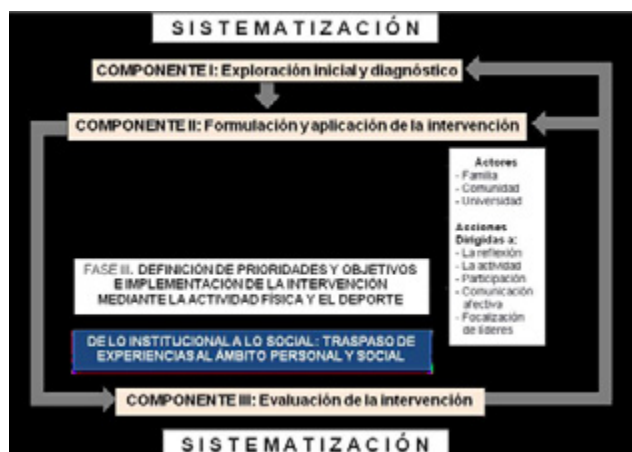 SISTEMATIZACIÓN
COMPONENTE I: Exploración inicial y diagnóstico
COMPONENTE II: Formulación y aplicación de la intervención
Actores
- Familia
- Comunidad
- Universidad
Acciones
Dirigidas a:
- La reflexión
- La actividad
- Participación
- Comunicación
afectiva
- Focalización
de líderes
FASE III. DEFINICIÓN DE PRIORIDADES Y OBJETIVOS
E IMPLEMENTACIÓN DE LA INTERVENCIÓN
MEDIANTE LA ACTIVIDAD FÍSICA Y EL DEPORTE
DE LO INSTITUCIONAL A LO SOCIAL: TRASPASO DE
EXPERIENCIAS AL ÁMBITO PERSONAL Y SOCIAL
COMPONENTE III: Evaluación de la intervención
SISTEMATIZACIÓN